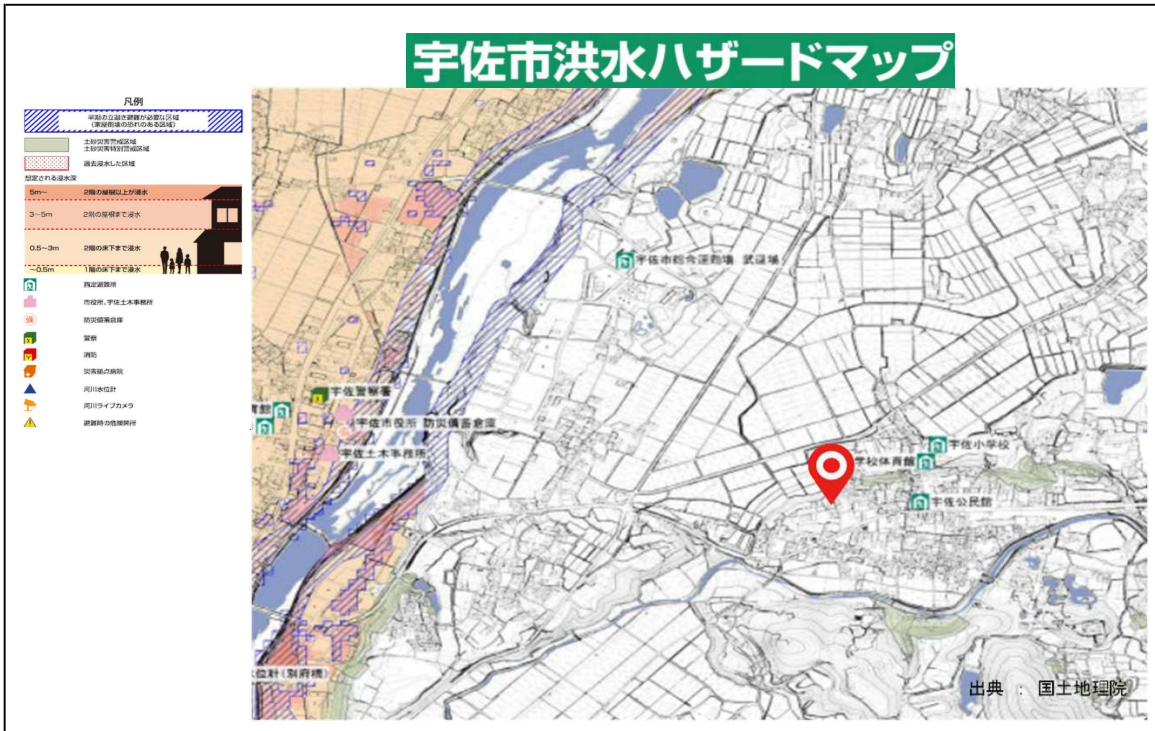 宇佐市洪水ハザードマップ
凡例
早期の立退き避難が必要な区域
(家屋倒壊の恐れのある区域)
土砂災害警戒区域
土砂災害特別警戒区域
過去浸水した区域
想定される浸水深
5m~ 2階の屋根以上が浸水
3~5m 2階の屋根まで浸水
0.5~3m 2階の床下まで浸水
~0.5m 1階の床下まで浸水
指定避難所
市役所、宇佐土木事務所
防災備蓄倉庫
警察
消防
災害拠点病院
河川水位計
河川ライブカメラ
避難時の危険箇所
宇佐市総合運動場 武道場
宇佐警察署
育館
宇佐市役所 防災備蓄倉庫
宇佐土木事務所
宇佐小学校
学校体育館
宇佐公民館
位計(別府橋)
出典 : 国土地理院